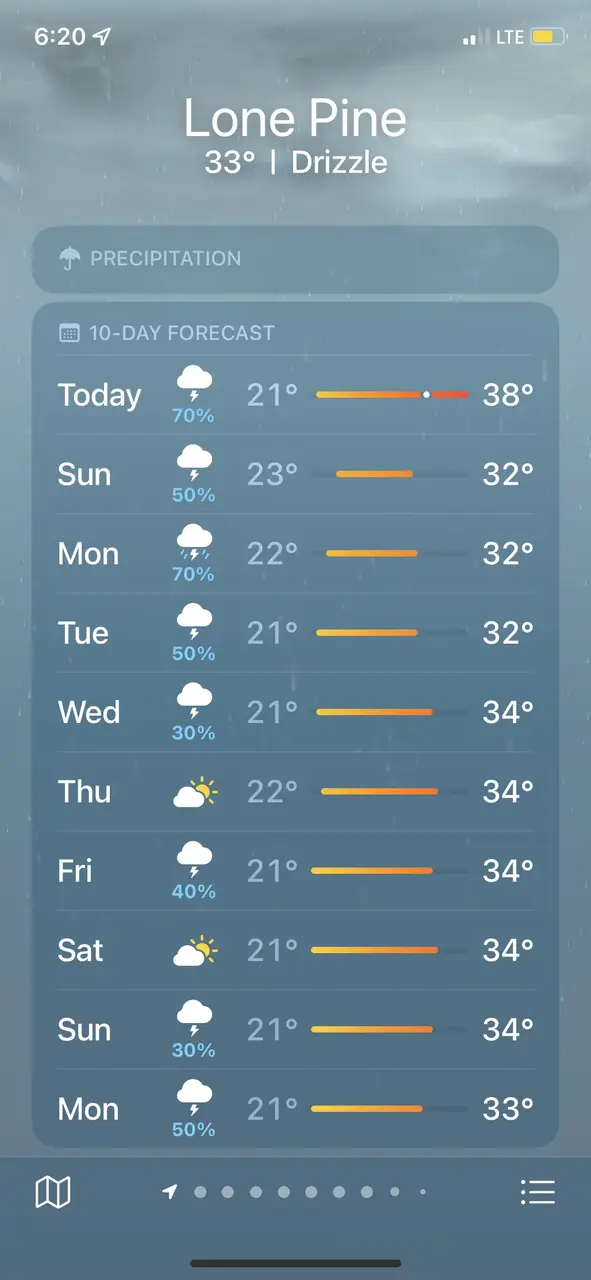 6:20 LTE
Lone Pine
33° | Drizzle
PRECIPITATION
10-DAY FORECAST
Today 70% 21° 38°
Sun 50% 23° 32°
Mon 70% 22° 32°
Tue 50% 21° 32°
Wed 30% 21° 34°
Thu 22° 34°
Fri 40% 21° 34°
Sat 21° 34°
Sun 30% 21° 34°
Mon 50% 21° 33°